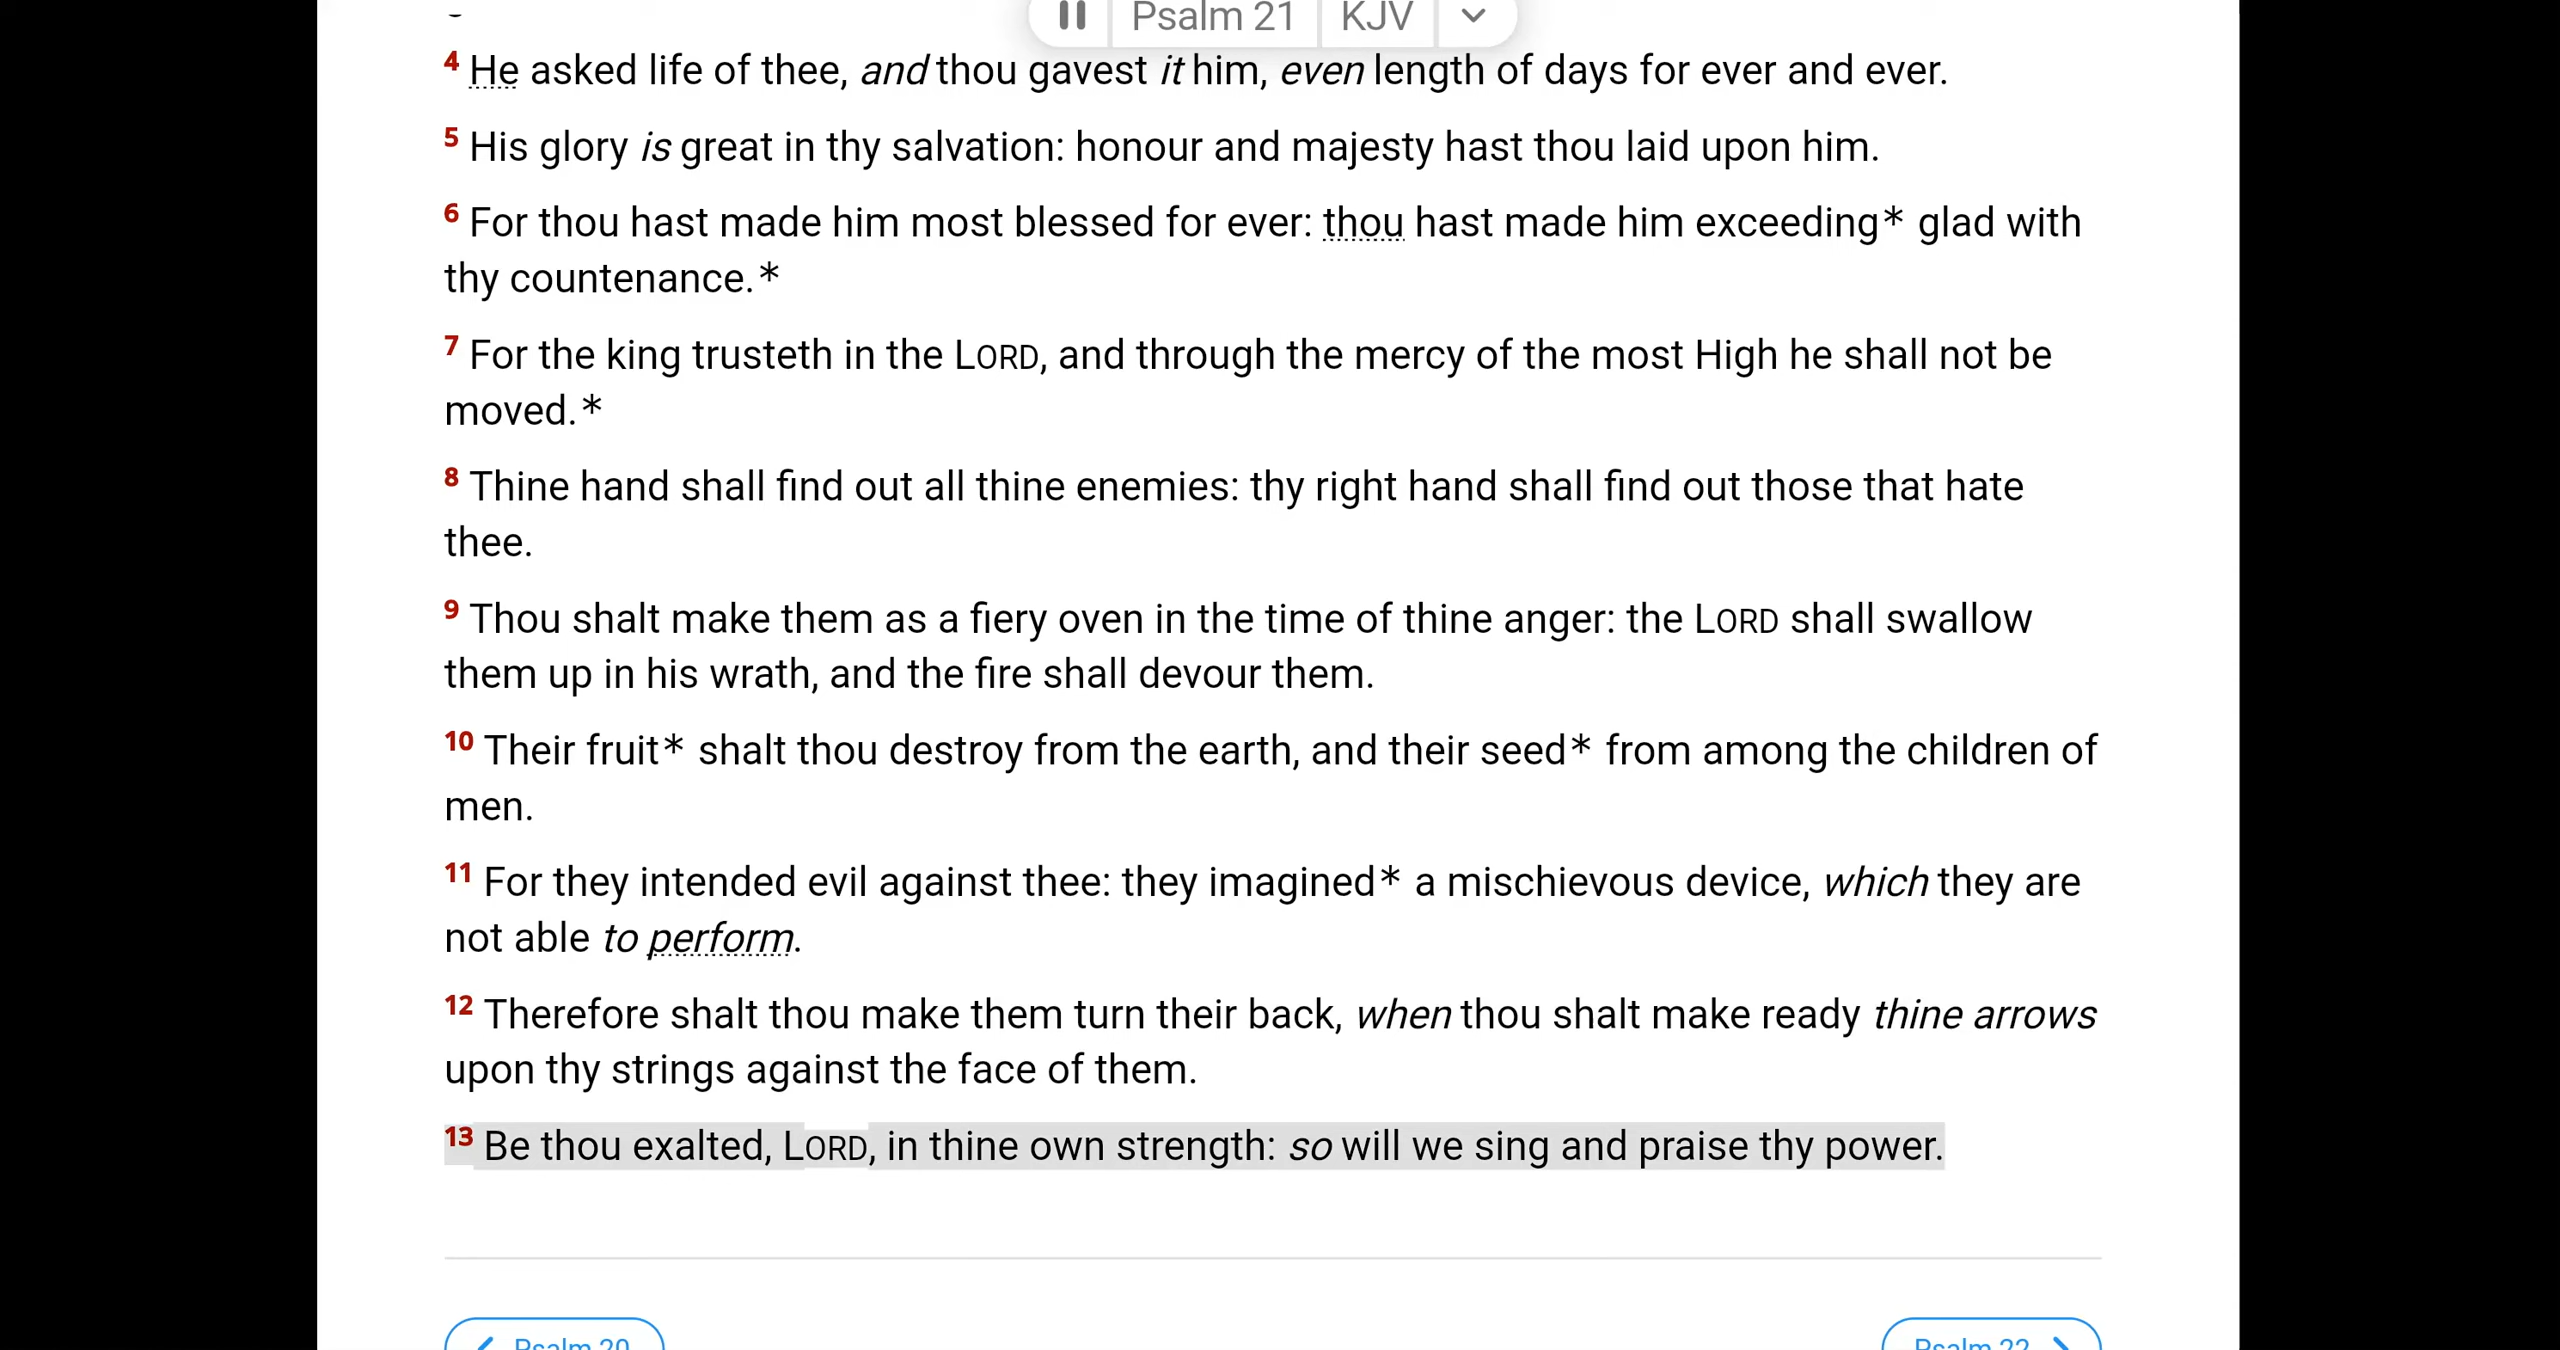 Psalm 21 KJV
4 He asked life of thee, and thou gavest it him, even length of days for ever and ever.
5 His glory is great in thy salvation: honour and majesty hast thou laid upon him.
6 For thou hast made him most blessed for ever: thou hast made him exceeding* glad with
thy countenance.*
7 For the king trusteth in the LORD, and through the mercy of the most High he shall not be
moved.*
8 Thine hand shall find out all thine enemies: thy right hand shall find out those that hate
thee.
9 Thou shalt make them as a fiery oven in the time of thine anger: the LORD shall swallow
them up in his wrath, and the fire shall devour them.
10 Their fruit* shalt thou destroy from the earth, and their seed* from among the children of
men.
11 For they intended evil against thee: they imagined* a mischievous device, which they are
not able to perform.
12 Therefore shalt thou make them turn their back, when thou shalt make ready thine arrows
upon thy strings against the face of them.
13 Be thou exalted, LORD, in thine own strength: so will we sing and praise thy power.
Psalm 20 Psalm 22